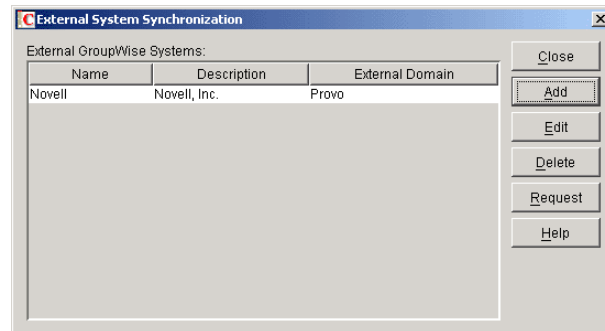 External System Synchronization
External GroupWise Systems:
Name Description External Domain
Novell Novell, Inc. Provo
Close
Add
Edit
Delete
Request
Help